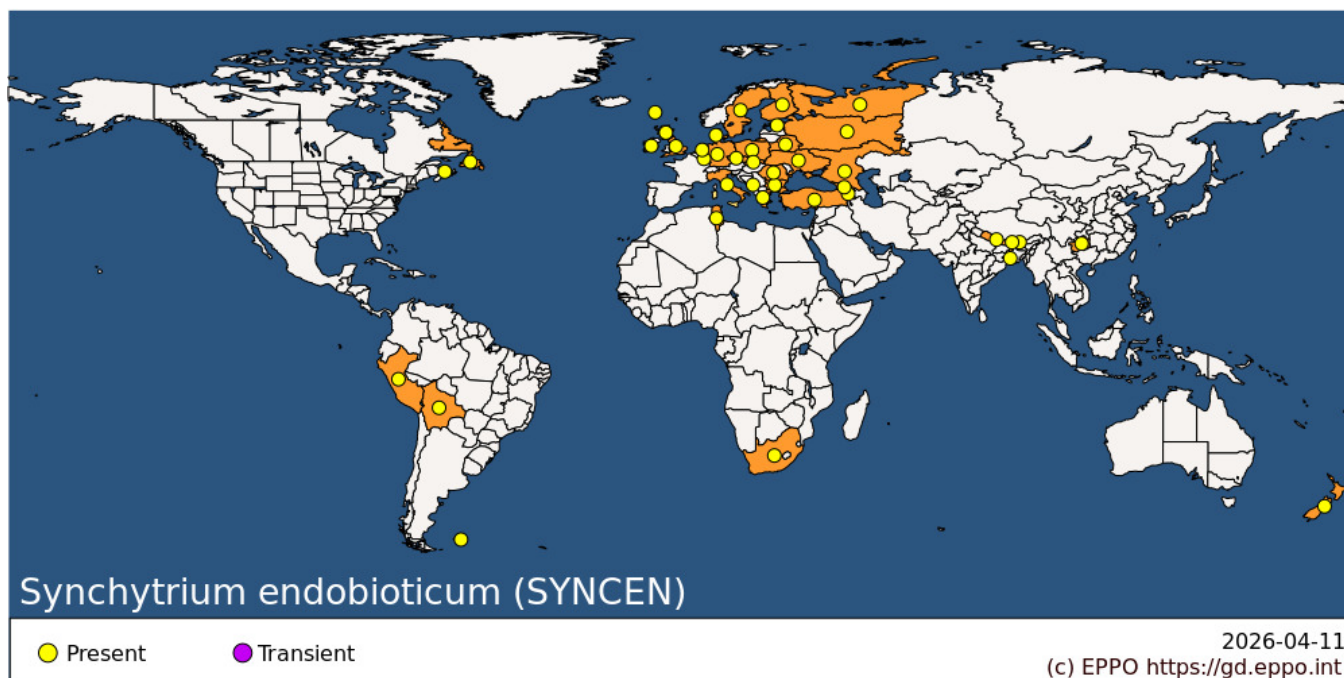 Synchytrium endobioticum (SYNCEN)
Present
Transient
2026-04-11
(c) EPPO https://gd.eppo.int